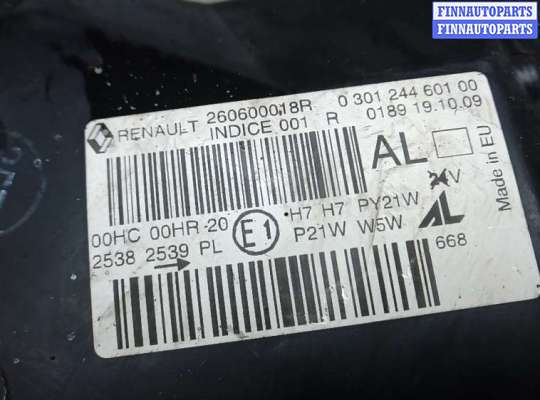 FINNAUTOPARTS
FINNAUTOPARTS
RENAULT 260600018R 0 301 244 601 00
INDICE 001 R 0189 19.10.09
AL
Made in EU
00HC 00HR 20 E1 H7 H7 PY21W V
2538 2539 PL P21W W5W AL
668